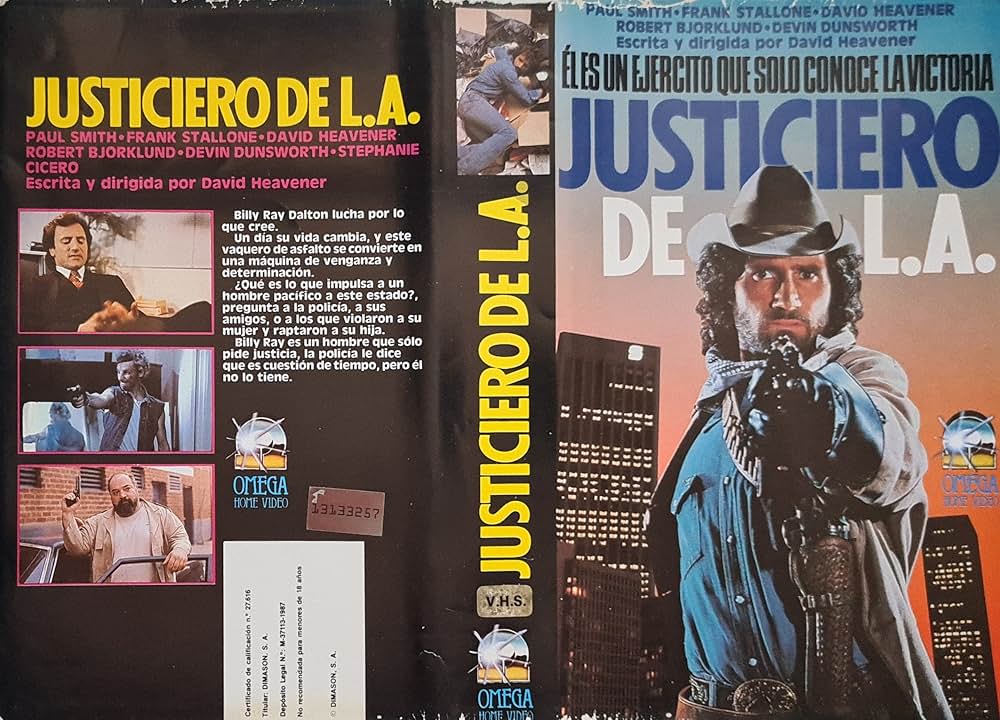 JUSTICIERO DE L.A.
PAUL SMITH•FRANK STALLONE•DAVID HEAVENER
ROBERT BJORKLUND•DEVIN DUNSWORTH•STEPHANIE
CICERO
Escrita y dirigida por David Heavener
Billy Ray Dalton lucha por lo
que cree.
Un día su vida cambia, y este
vaquero de asfalto se convierte en
una máquina de venganza y
determinación.
¿Qué es lo que impulsa a un
hombre pacífico a este estado?,
pregunta a la policía, a sus
amigos, o a los que violaron a su
mujer y raptaron a su hija.
Billy Ray es un hombre que sólo
pide justicia, la policía le dice
que es cuestión de tiempo, pero él
no lo tiene.
OMEGA
HOME VIDEO
13133257
Certificado de calificación n.° 27.616
Titular: DIMASON, S. A.
Depósito Legal N.°: M-37113-1987
No recomendada para menores de 18 años
© DIMASON, S. A.
JUSTICIERO DE L.A.
V.H.S.
OMEGA
HOME VIDEO
PAUL SMITH•FRANK STALLONE•DAVID HEAVENER
ROBERT BJORKLUND•DEVIN DUNSWORTH
Escrita y dirigida por David Heavener
ÉL ES UN EJERCITO QUE SOLO CONOCE LA VICTORIA
JUSTICIERO
DE L.A.
OMEGA
HOME VIDEO